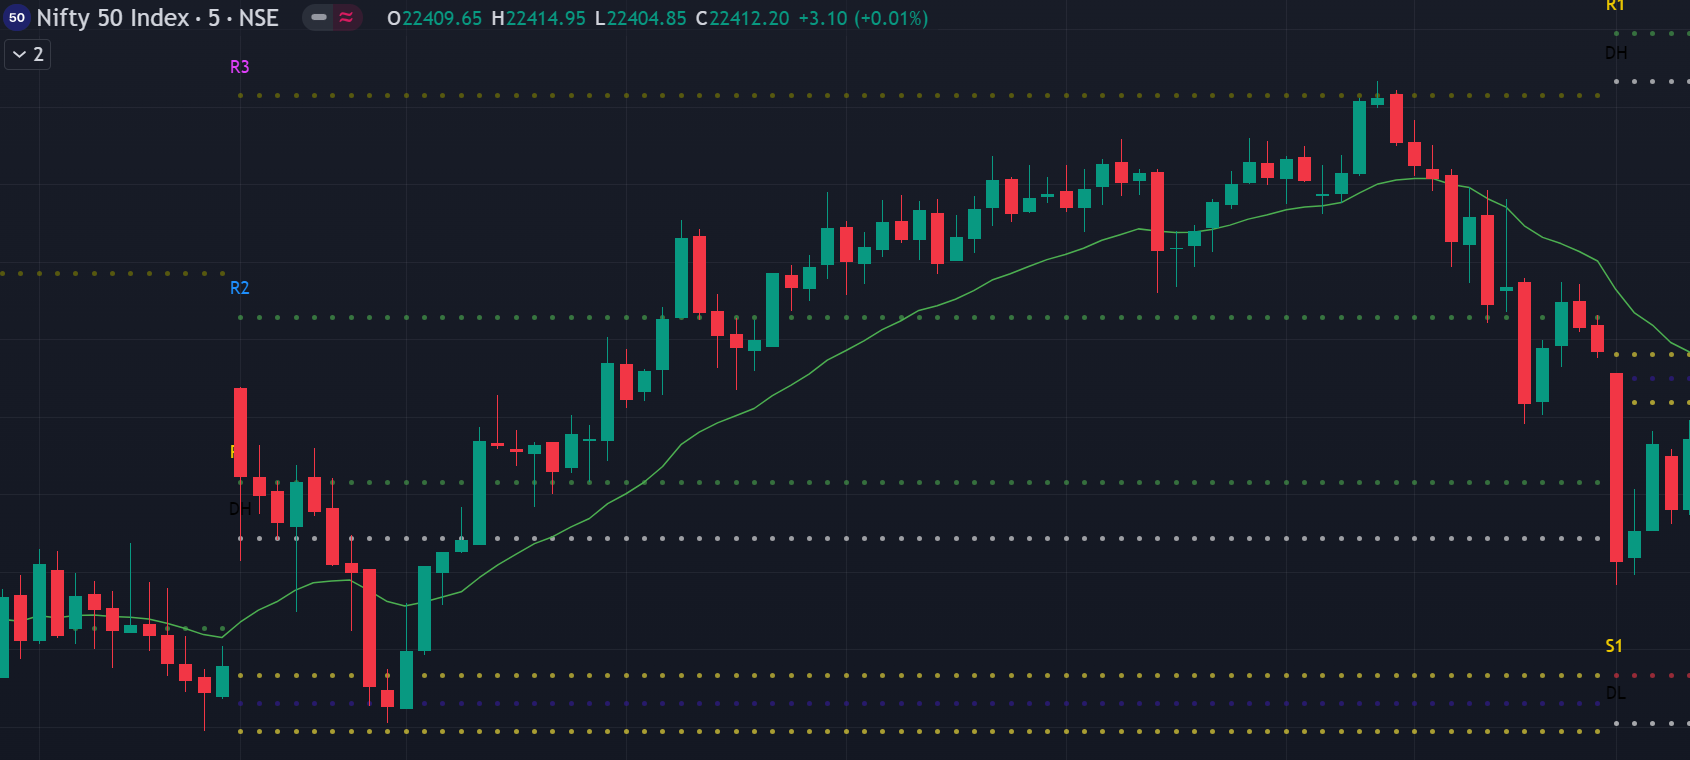 50 Nifty 50 Index · 5 · NSE O22409.65 H22414.95 L22404.85 C22412.20 +3.10 (+0.01%)
2
R1
DH
R3
R2
DH
S1
DL